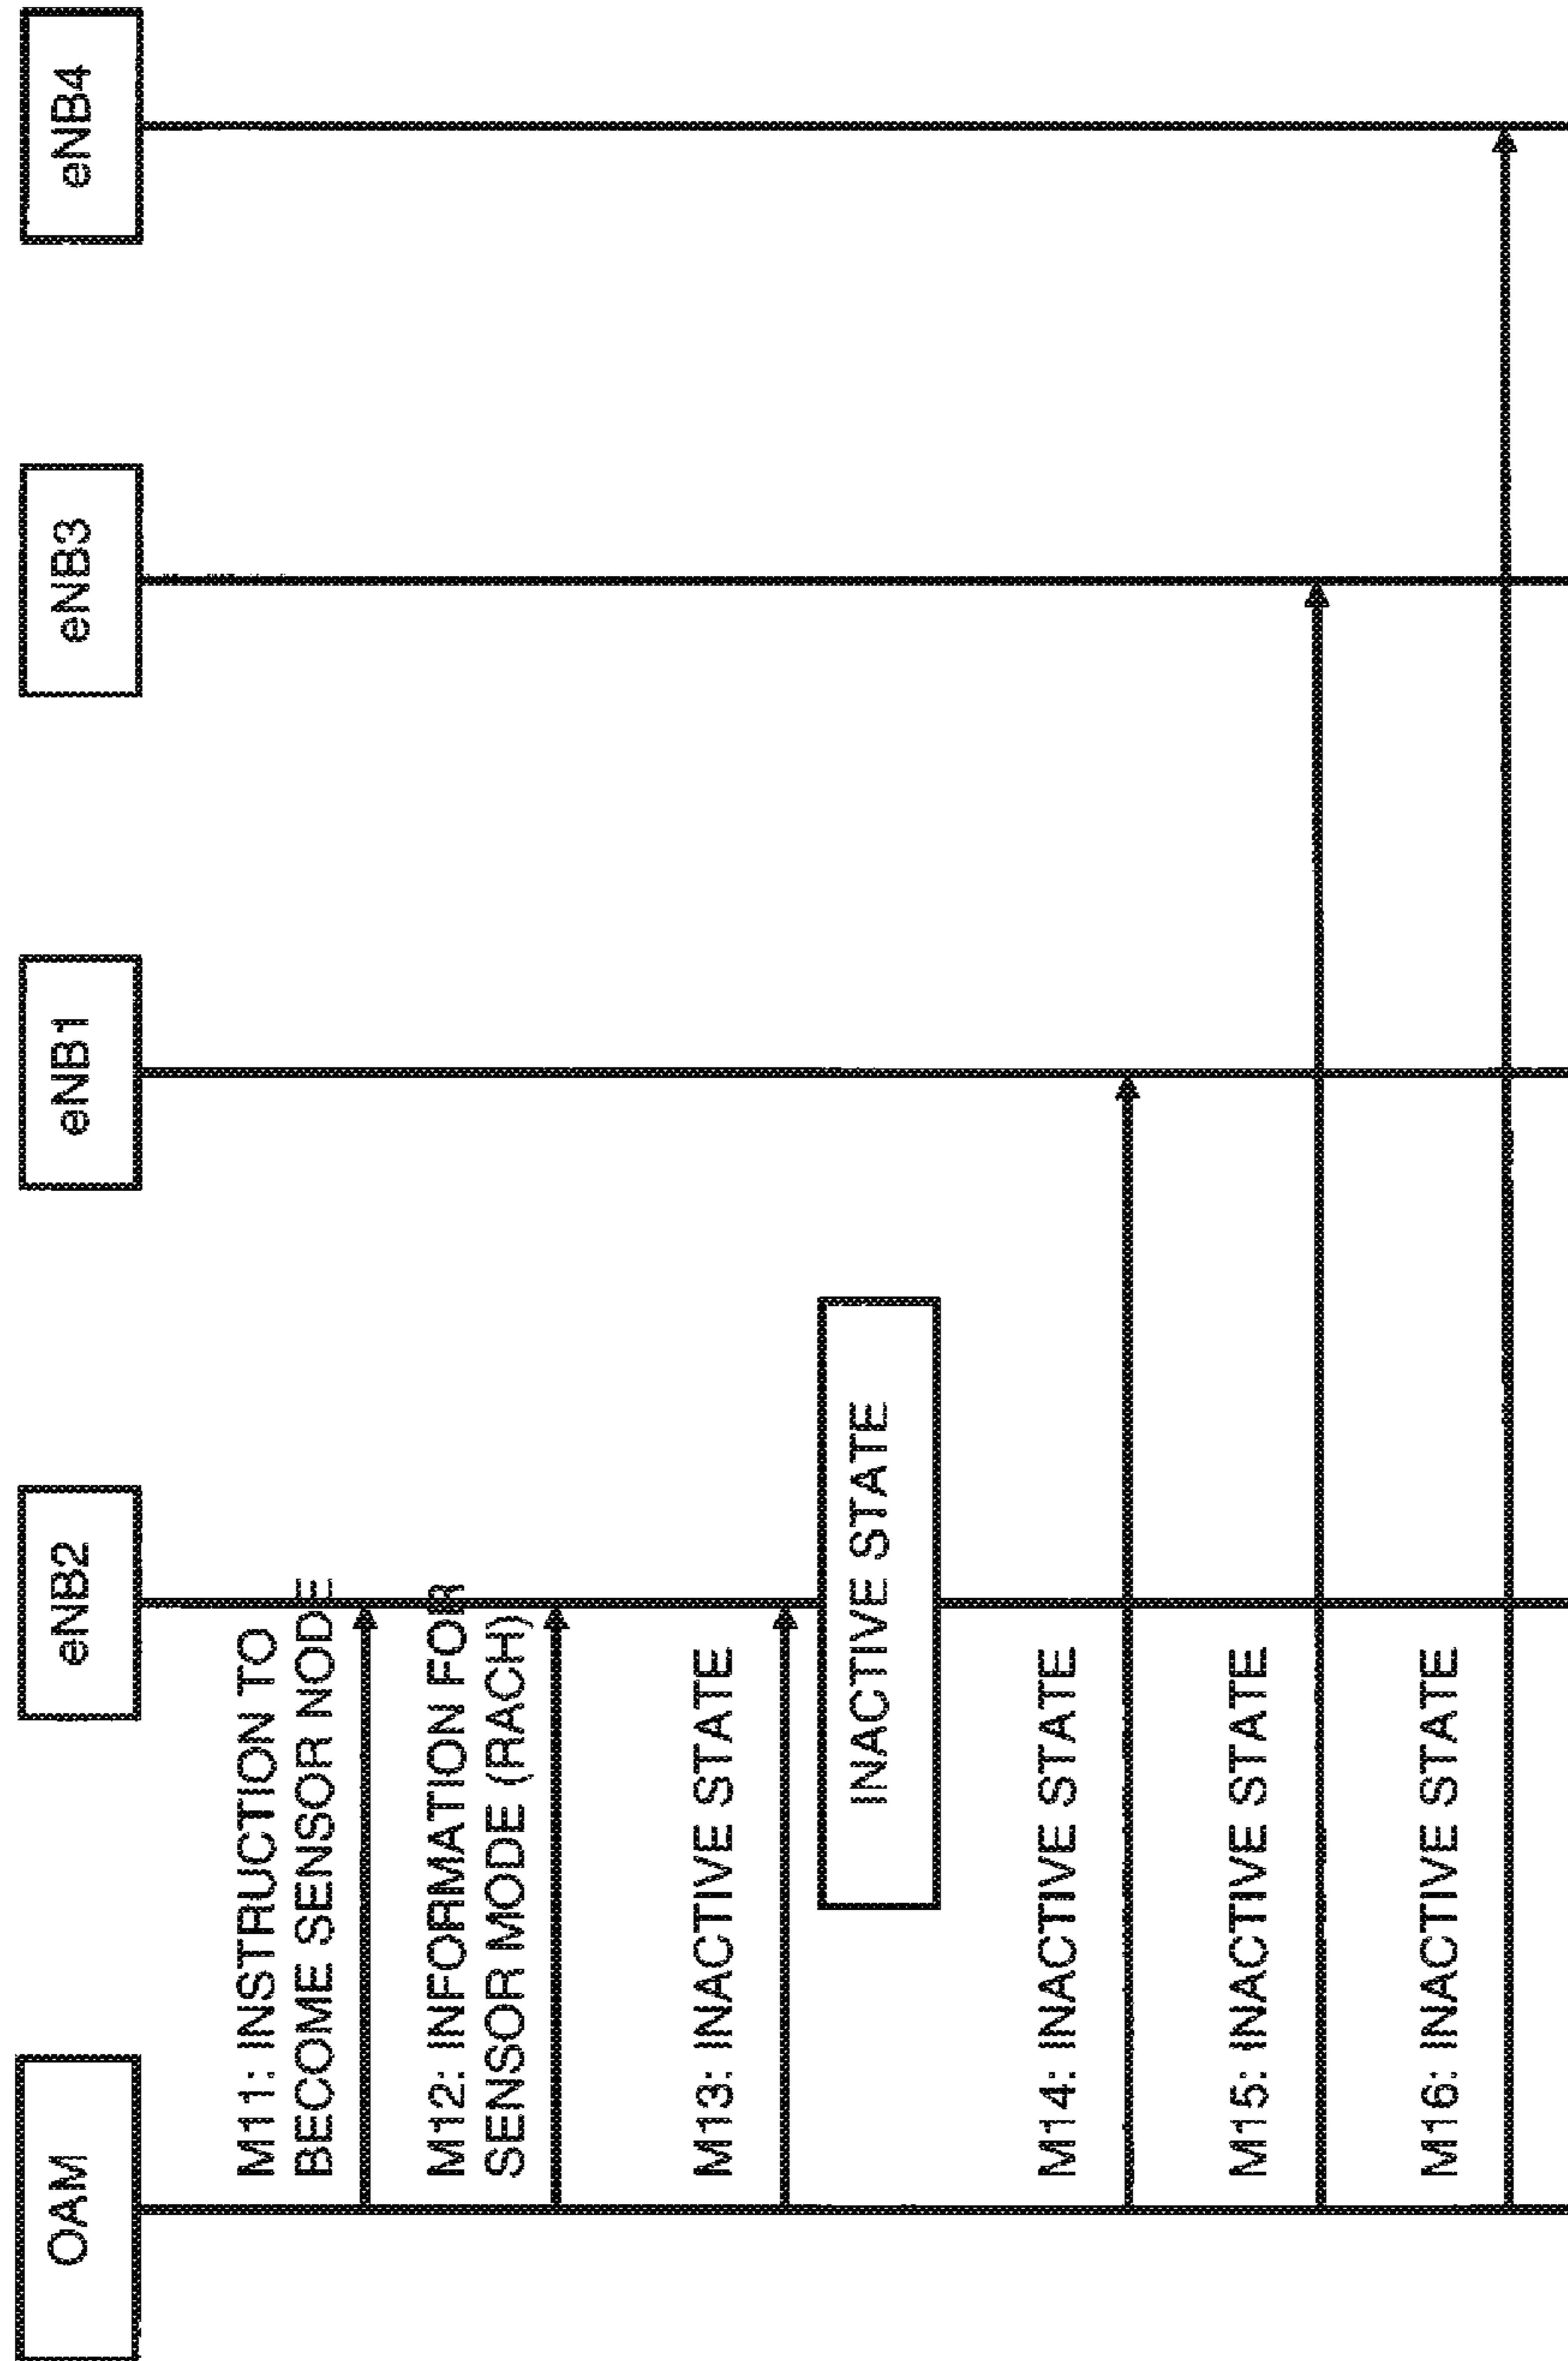 OAM
eNB2
eNB1
eNB3
eNB4
M11: INSTRUCTION TO
BECOME SENSOR NODE
M12: INFORMATION FOR
SENSOR MODE (RACH)
M13: INACTIVE STATE
INACTIVE STATE
M14: INACTIVE STATE
M15: INACTIVE STATE
M16: INACTIVE STATE